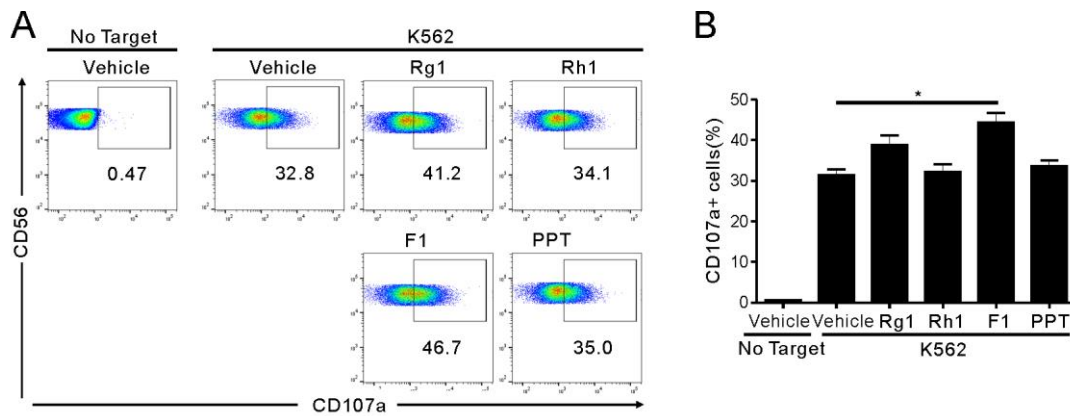 A
No Target
K562
Vehicle
Vehicle
Rg1
Rh1
0.47
32.8
41.2
34.1
F1
PPT
46.7
35.0
CD56
CD107a
B
*
CD107a+ cells(%)
50
40
30
20
10
0
Vehicle Vehicle Rg1 Rh1 F1 PPT
No Target K562